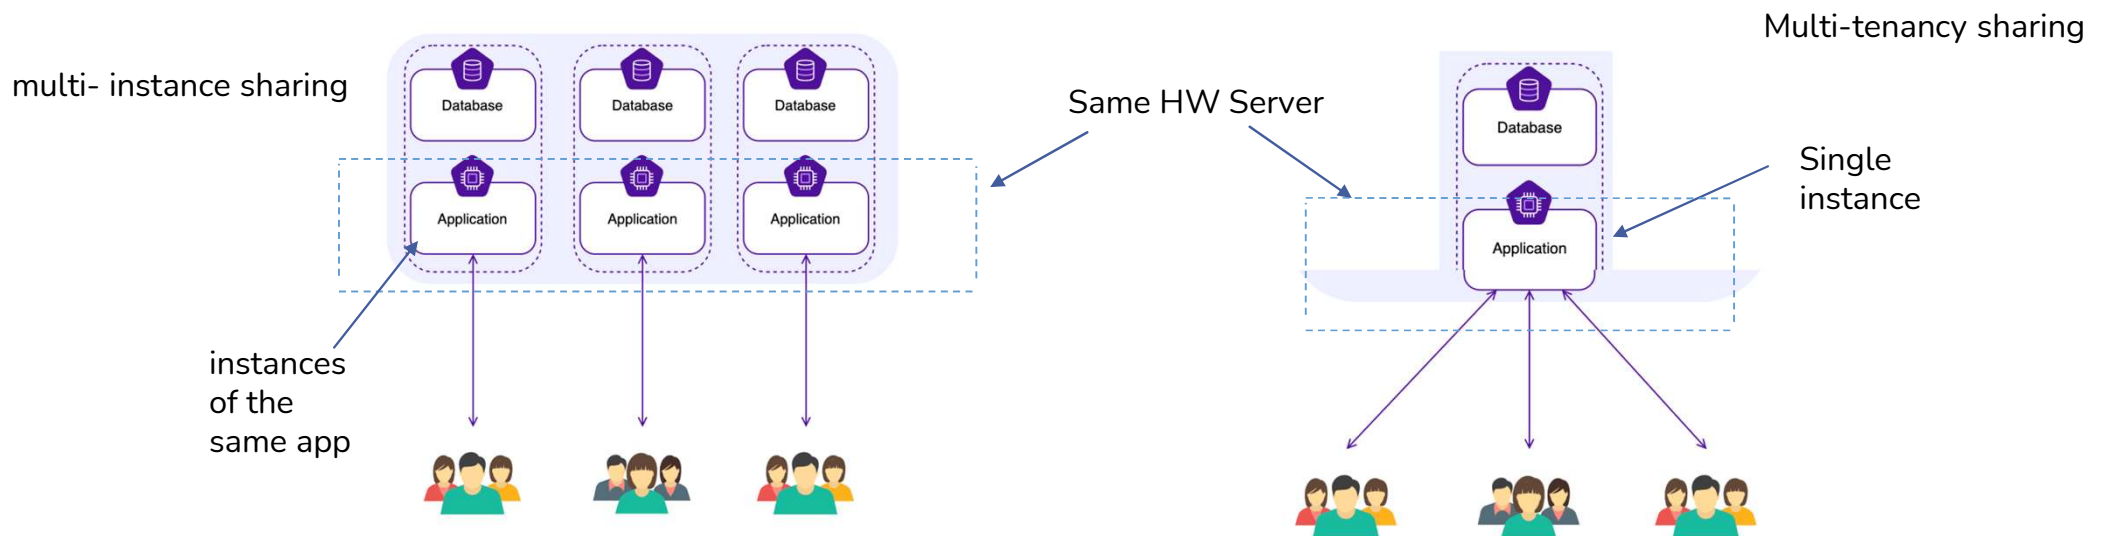 multi- instance sharing
Database
Database
Database
Application
Application
Application
instances
of the
same app
Same HW Server
Multi-tenancy sharing
Database
Application
Single
instance